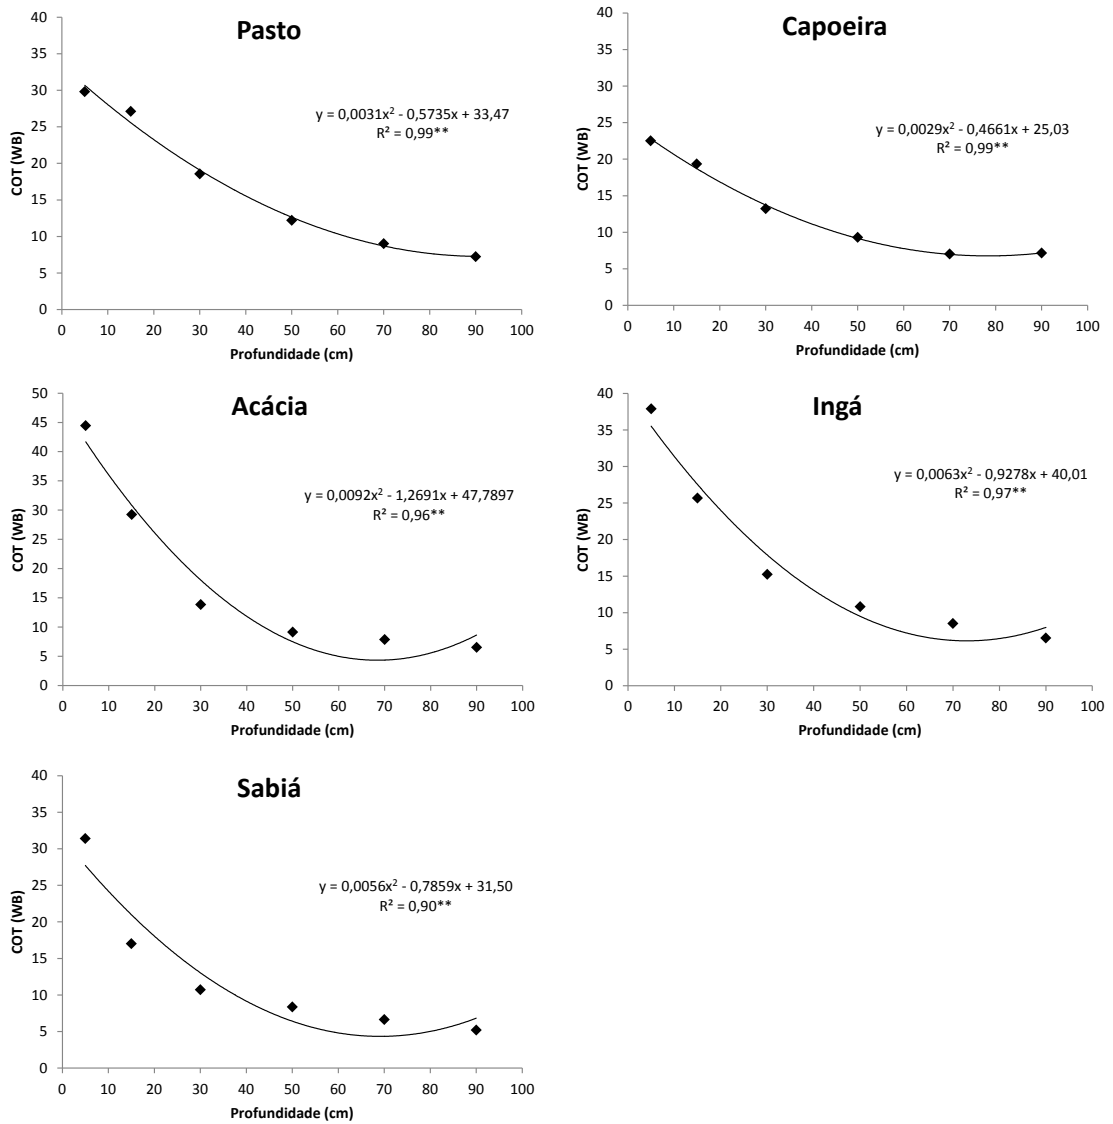 Pasto
40
35
30
25
20
15
10
5
0
COT (WB)
y = 0,0031x² - 0,5735x + 33,47
R² = 0,99**
0 10 20 30 40 50 60 70 80 90 100
Profundidade (cm)
Capoeira
40
35
30
25
20
15
10
5
0
COT (WB)
y = 0,0029x² - 0,4661x + 25,03
R² = 0,99**
0 10 20 30 40 50 60 70 80 90 100
Profundidade (cm)
Acácia
50
45
40
35
30
25
20
15
10
5
0
COT (WB)
y = 0,0092x² - 1,2691x + 47,7897
R² = 0,96**
0 10 20 30 40 50 60 70 80 90 100
Profundidade (cm)
Ingá
40
35
30
25
20
15
10
5
0
COT (WB)
y = 0,0063x² - 0,9278x + 40,01
R² = 0,97**
0 10 20 30 40 50 60 70 80 90 100
Profundidade (cm)
Sabiá
40
35
30
25
20
15
10
5
0
COT (WB)
y = 0,0056x² - 0,7859x + 31,50
R² = 0,90**
0 10 20 30 40 50 60 70 80 90 100
Profundidade (cm)